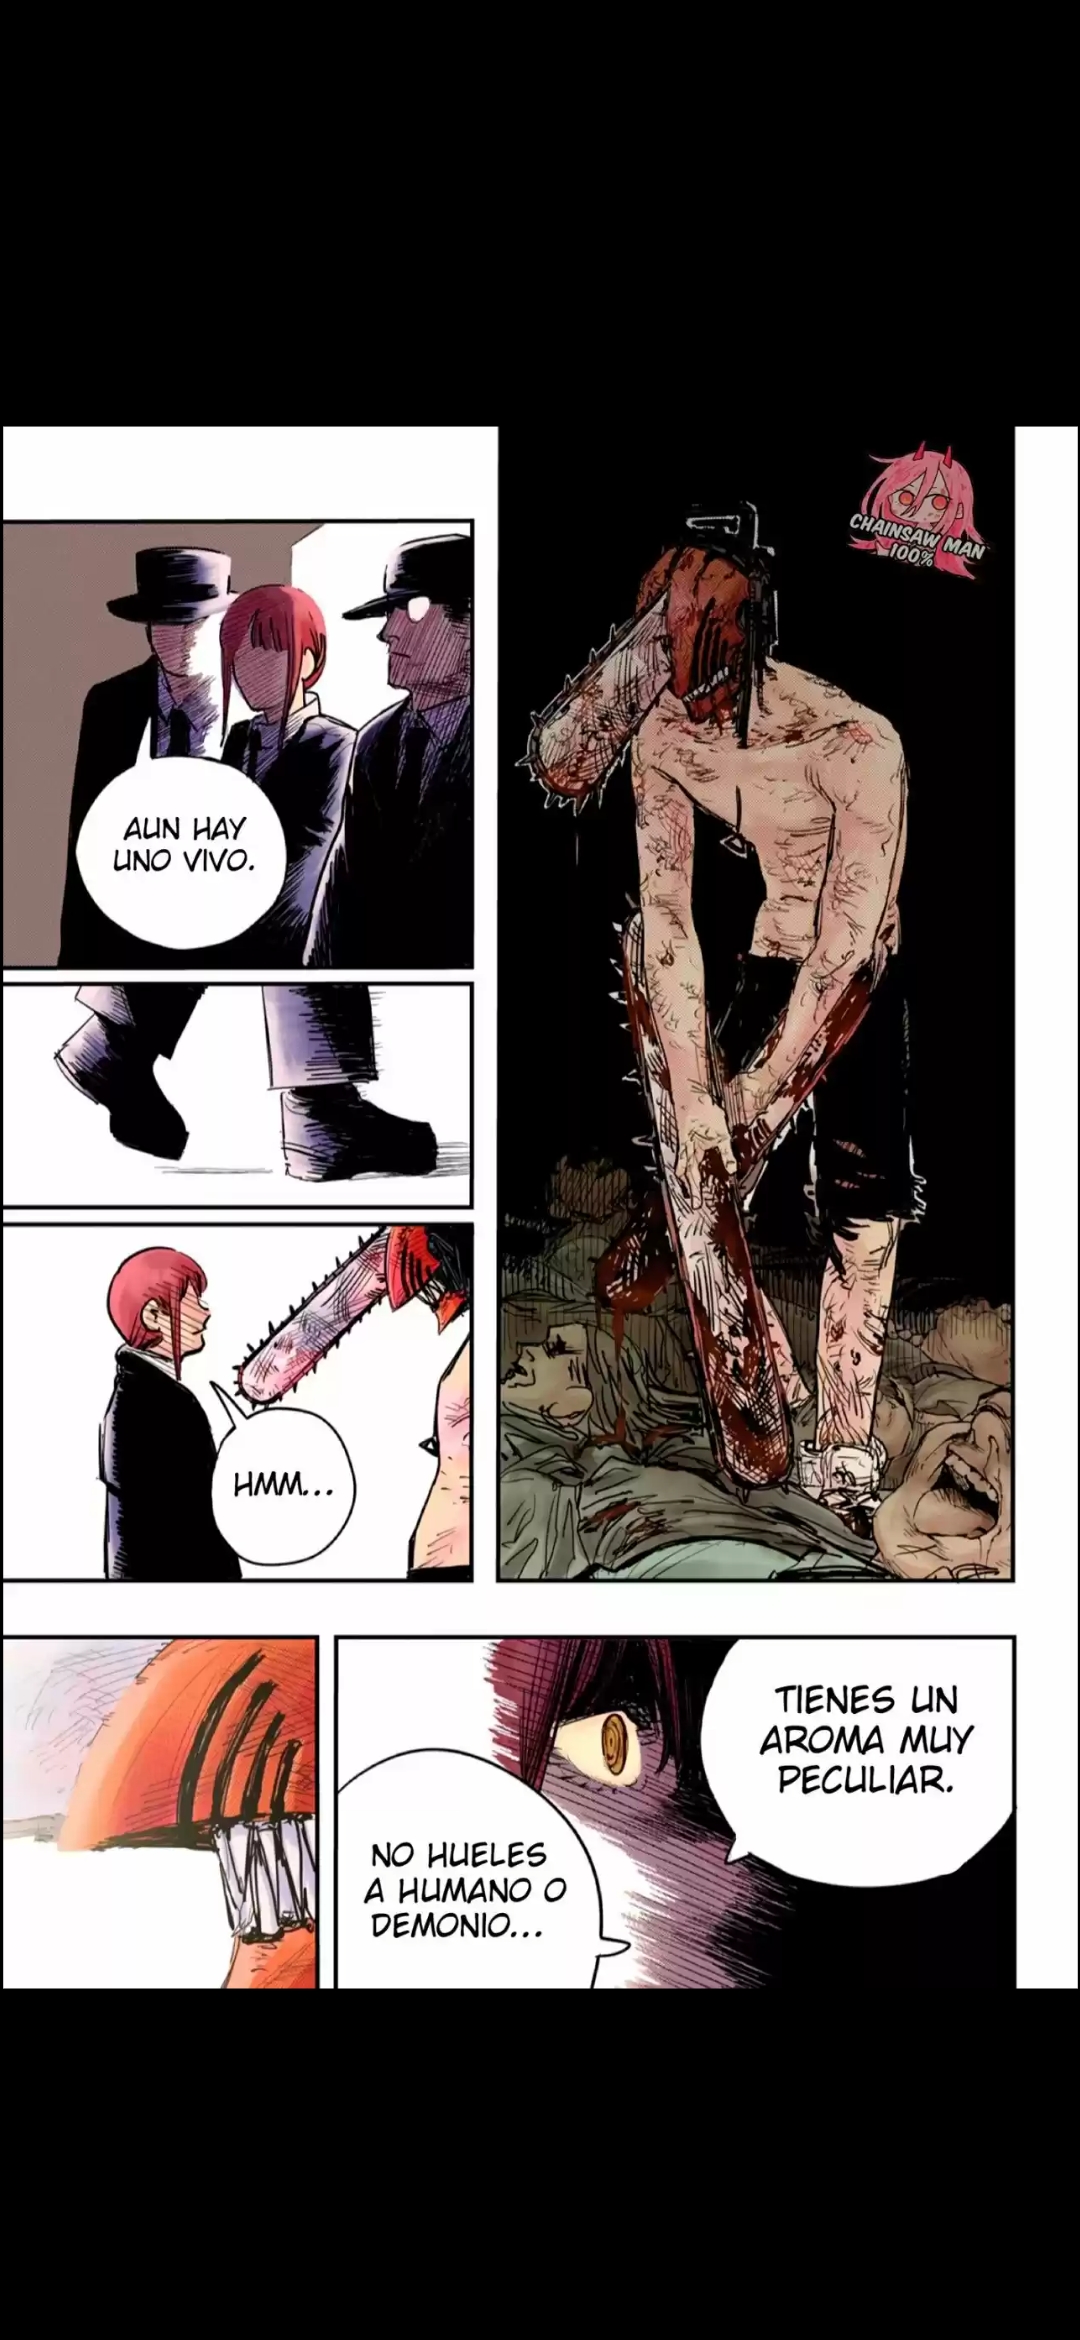 CHAINSAW MAN
100%
AUN HAY
UNO VIVO.
HMM...
TIENES UN
AROMA MUY
PECULIAR.
NO HUELES
A HUMANO O
DEMONIO...